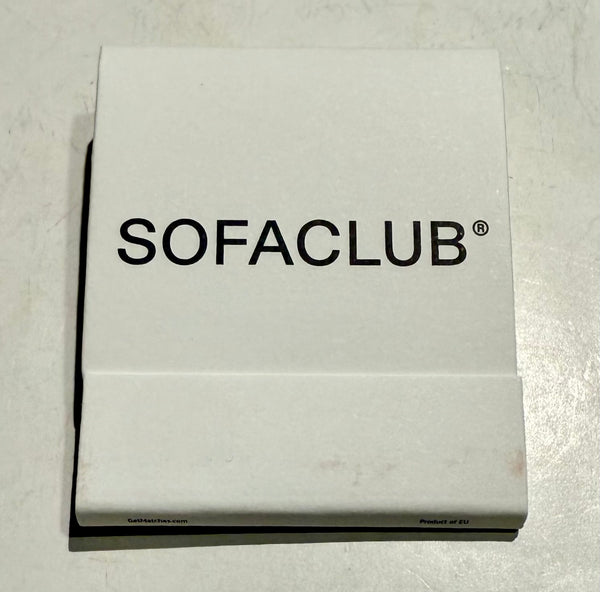 SOFACLUB®
GetMatches.com
Product of EU